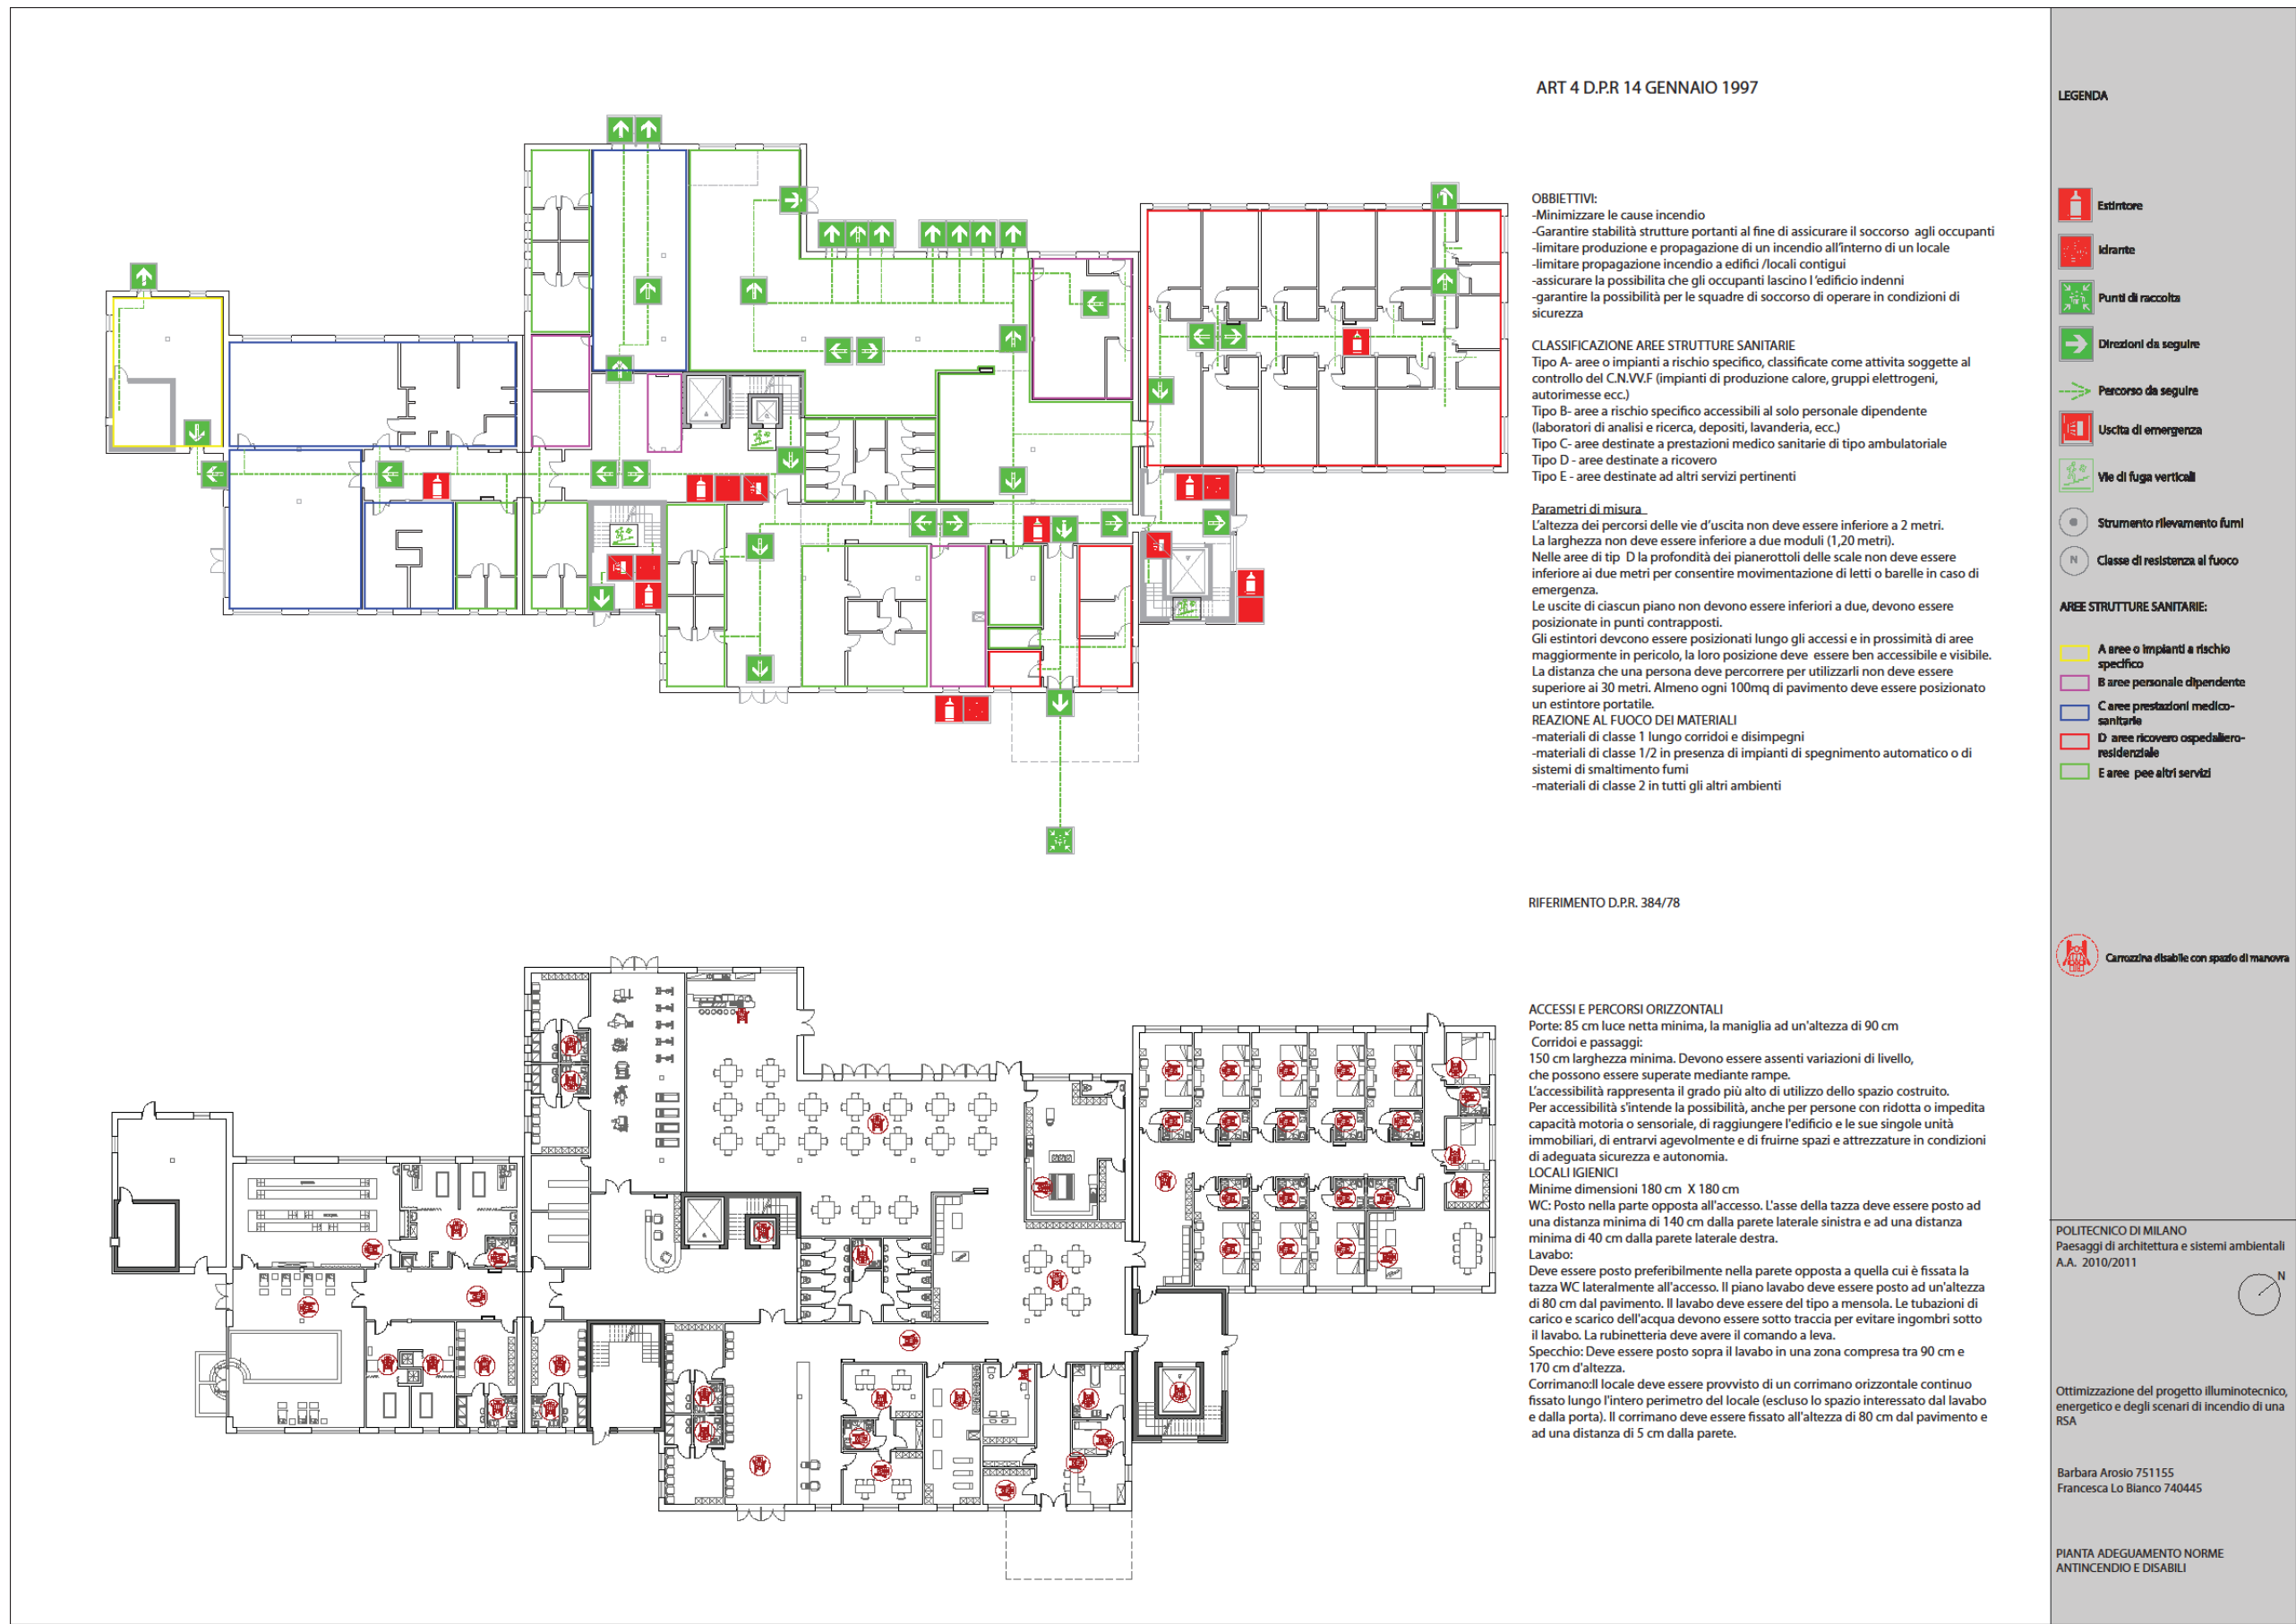 ART 4 D.P.R 14 GENNAIO 1997
OBBIETTIVI:
-Minimizzare le cause incendio
-Garantire stabilità strutture portanti al fine di assicurare il soccorso agli occupanti
-limitare produzione e propagazione di un incendio all'interno di un locale
-limitare propagazione incendio a edifici /locali contigui
-assicurare la possibilita che gli occupanti lascino l'edificio indenni
-garantire la possibilità per le squadre di soccorso di operare in condizioni di
sicurezza
CLASSIFICAZIONE AREE STRUTTURE SANITARIE
Tipo A- aree o impianti a rischio specifico, classificate come attivita soggette al
controllo del C.N.VV.F (impianti di produzione calore, gruppi elettrogeni,
autorimesse ecc.)
Tipo B- aree a rischio specifico accessibili al solo personale dipendente
(laboratori di analisi e ricerca, depositi, lavanderia, ecc.)
Tipo C- aree destinate a prestazioni medico sanitarie di tipo ambulatoriale
Tipo D - aree destinate a ricovero
Tipo E - aree destinate ad altri servizi pertinenti
Parametri di misura
L'altezza dei percorsi delle vie d'uscita non deve essere inferiore a 2 metri.
La larghezza non deve essere inferiore a due moduli (1,20 metri).
Nelle aree di tip D la profondità dei pianerottoli delle scale non deve essere
inferiore ai due metri per consentire movimentazione di letti o barelle in caso di
emergenza.
Le uscite di ciascun piano non devono essere inferiori a due, devono essere
posizionate in punti contrapposti.
Gli estintori devcono essere posizionati lungo gli accessi e in prossimità di aree
maggiormente in pericolo, la loro posizione deve essere ben accessibile e visibile.
La distanza che una persona deve percorrere per utilizzarli non deve essere
superiore ai 30 metri. Almeno ogni 100mq di pavimento deve essere posizionato
un estintore portatile.
REAZIONE AL FUOCO DEI MATERIALI
-materiali di classe 1 lungo corridoi e disimpegni
-materiali di classe 1/2 in presenza di impianti di spegnimento automatico o di
sistemi di smaltimento fumi
-materiali di classe 2 in tutti gli altri ambienti
RIFERIMENTO D.P.R. 384/78
ACCESSI E PERCORSI ORIZZONTALI
Porte: 85 cm luce netta minima, la maniglia ad un'altezza di 90 cm
Corridoi e passaggi:
150 cm larghezza minima. Devono essere assenti variazioni di livello,
che possono essere superate mediante rampe.
L'accessibilità rappresenta il grado più alto di utilizzo dello spazio costruito.
Per accessibilità s'intende la possibilità, anche per persone con ridotta o impedita
capacità motoria o sensoriale, di raggiungere l'edificio e le sue singole unità
immobiliari, di entrarvi agevolmente e di fruirne spazi e attrezzature in condizioni
di adeguata sicurezza e autonomia.
LOCALI IGIENICI
Minime dimensioni 180 cm X 180 cm
WC: Posto nella parte opposta all'accesso. L'asse della tazza deve essere posto ad
una distanza minima di 140 cm dalla parete laterale sinistra e ad una distanza
minima di 40 cm dalla parete laterale destra.
Lavabo:
Deve essere posto preferibilmente nella parete opposta a quella cui è fissata la
tazza WC lateralmente all'accesso. Il piano lavabo deve essere posto ad un'altezza
di 80 cm dal pavimento. Il lavabo deve essere del tipo a mensola. Le tubazioni di
carico e scarico dell'acqua devono essere sotto traccia per evitare ingombri sotto
il lavabo. La rubinetteria deve avere il comando a leva.
Specchio: Deve essere posto sopra il lavabo in una zona compresa tra 90 cm e
170 cm d'altezza.
Corrimano:Il locale deve essere provvisto di un corrimano orizzontale continuo
fissato lungo l'intero perimetro del locale (escluso lo spazio interessato dal lavabo
e dalla porta). Il corrimano deve essere fissato all'altezza di 80 cm dal pavimento e
ad una distanza di 5 cm dalla parete.
LEGENDA
Estintore
Idrante
Punti di raccolta
Direzioni da seguire
Percorso da seguire
Uscita di emergenza
Vie di fuga verticali
Strumento rilevamento fumi
N
Classe di resistenza al fuoco
AREE STRUTTURE SANITARIE:
A aree o impianti a rischio
specifico
B aree personale dipendente
C aree prestazioni medico-
sanitarie
D aree ricovero ospedaliero-
residenziale
E aree pee altri servizi
Carrozzina disabile con spazio di manovra
POLITECNICO DI MILANO
Paesaggi di architettura e sistemi ambientali
A.A. 2010/2011
N
Ottimizzazione del progetto illuminotecnico,
energetico e degli scenari di incendio di una
RSA
Barbara Arosio 751155
Francesca Lo Bianco 740445
PIANTA ADEGUAMENTO NORME
ANTINCENDIO E DISABILI